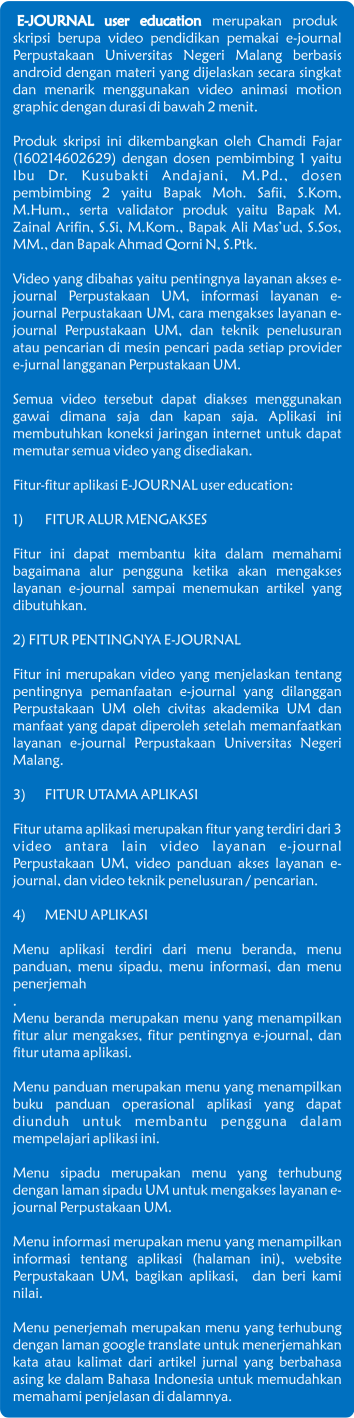 E-JOURNAL user education merupakan produk
skripsi berupa video pendidikan pemakai e-journal
Perpustakaan Universitas Negeri Malang berbasis
android dengan materi yang dijelaskan secara singkat
dan menarik menggunakan video animasi motion
graphic dengan durasi di bawah 2 menit.
Produk skripsi ini dikembangkan oleh Chamdi Fajar
(160214602629) dengan dosen pembimbing 1 yaitu
Ibu Dr. Kusubakti Andajani, M.Pd., dosen
pembimbing 2 yaitu Bapak Moh. Safii, S.Kom,
M.Hum., serta validator produk yaitu Bapak M.
Zainal Arifin, S.Si, M.Kom., Bapak Ali Mas'ud, S.Sos,
MM., dan Bapak Ahmad Qorni N, S.Ptk.
Video yang dibahas yaitu pentingnya layanan akses e-
journal Perpustakaan UM, informasi layanan e-
journal Perpustakaan UM, cara mengakses layanan e-
journal Perpustakaan UM, dan teknik penelusuran
atau pencarian di mesin pencari pada setiap provider
e-jurnal langganan Perpustakaan UM.
Semua video tersebut dapat diakses menggunakan
gawai dimana saja dan kapan saja. Aplikasi ini
membutuhkan koneksi jaringan internet untuk dapat
memutar semua video yang disediakan.
Fitur-fitur aplikasi E-JOURNAL user education:
1) FITUR ALUR MENGAKSES
Fitur ini dapat membantu kita dalam memahami
bagaimana alur pengguna ketika akan mengakses
layanan e-journal sampai menemukan artikel yang
dibutuhkan.
2) FITUR PENTINGNYA E-JOURNAL
Fitur ini merupakan video yang menjelaskan tentang
pentingnya pemanfaatan e-journal yang dilanggan
Perpustakaan UM oleh civitas akademika UM dan
manfaat yang dapat diperoleh setelah memanfaatkan
layanan e-journal Perpustakaan Universitas Negeri
Malang.
3) FITUR UTAMA APLIKASI
Fitur utama aplikasi merupakan fitur yang terdiri dari 3
video antara lain video layanan e-journal
Perpustakaan UM, video panduan akses layanan e-
journal, dan video teknik penelusuran / pencarian.
4) MENU APLIKASI
Menu aplikasi terdiri dari menu beranda, menu
panduan, menu sipadu, menu informasi, dan menu
penerjemah
.
Menu beranda merupakan menu yang menampilkan
fitur alur mengakses, fitur pentingnya e-journal, dan
fitur utama aplikasi.
Menu panduan merupakan menu yang menampilkan
buku panduan operasional aplikasi yang dapat
diunduh untuk membantu pengguna dalam
mempelajari aplikasi ini.
Menu sipadu merupakan menu yang terhubung
dengan laman sipadu UM untuk mengakses layanan e-
journal Perpustakaan UM.
Menu informasi merupakan menu yang menampilkan
informasi tentang aplikasi (halaman ini), website
Perpustakaan UM, bagikan aplikasi, dan beri kami
nilai.
Menu penerjemah merupakan menu yang terhubung
dengan laman google translate untuk menerjemahkan
kata atau kalimat dari artikel jurnal yang berbahasa
asing ke dalam Bahasa Indonesia untuk memudahkan
memahami penjelasan di dalamnya.